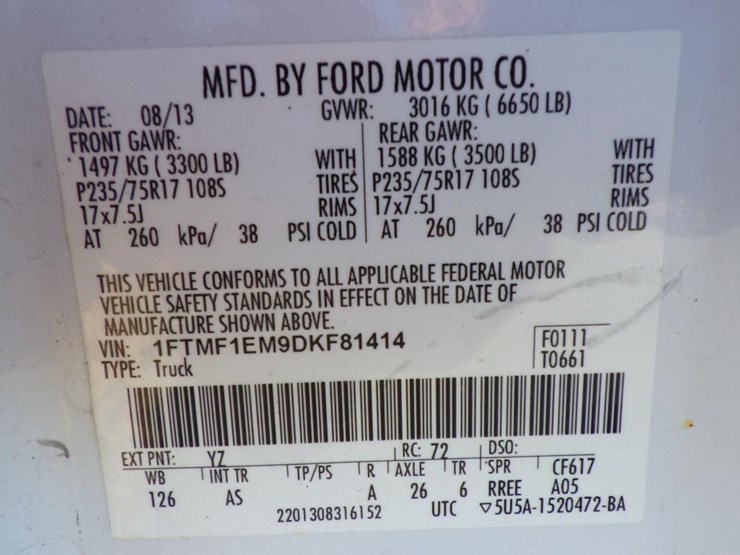 MFD. BY FORD MOTOR CO.
DATE: 08/13 GVWR: 3016 KG ( 6650 LB)
FRONT GAWR: REAR GAWR:
1497 KG ( 3300 LB) WITH 1588 KG ( 3500 LB) WITH
P235/75R17 108S TIRES P235/75R17 108S TIRES
17x7.5J RIMS 17x7.5J RIMS
AT 260 kPa/ 38 PSI COLD AT 260 kPa/ 38 PSI COLD
THIS VEHICLE CONFORMS TO ALL APPLICABLE FEDERAL MOTOR
VEHICLE SAFETY STANDARDS IN EFFECT ON THE DATE OF
MANUFACTURE SHOWN ABOVE.
VIN: 1FTMF1EM9DKF81414 F0111
TYPE: Truck T0661
EXT PNT: YZ RC: 72 DSO:
WB INT TR TP/PS R AXLE TR SPR CF617
126 AS A 26 6 RREE A05
2201308316152 UTC ▽5U5A-1520472-BA